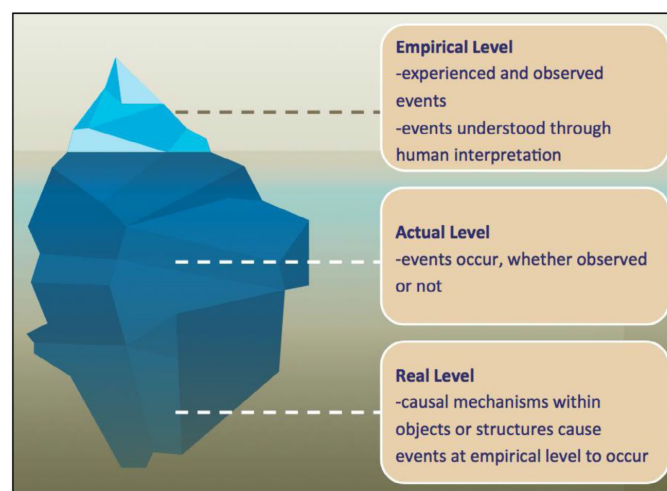 Empirical Level
-experienced and observed
events
-events understood through
human interpretation
Actual Level
-events occur, whether observed
or not
Real Level
-causal mechanisms within
objects or structures cause
events at empirical level to occur